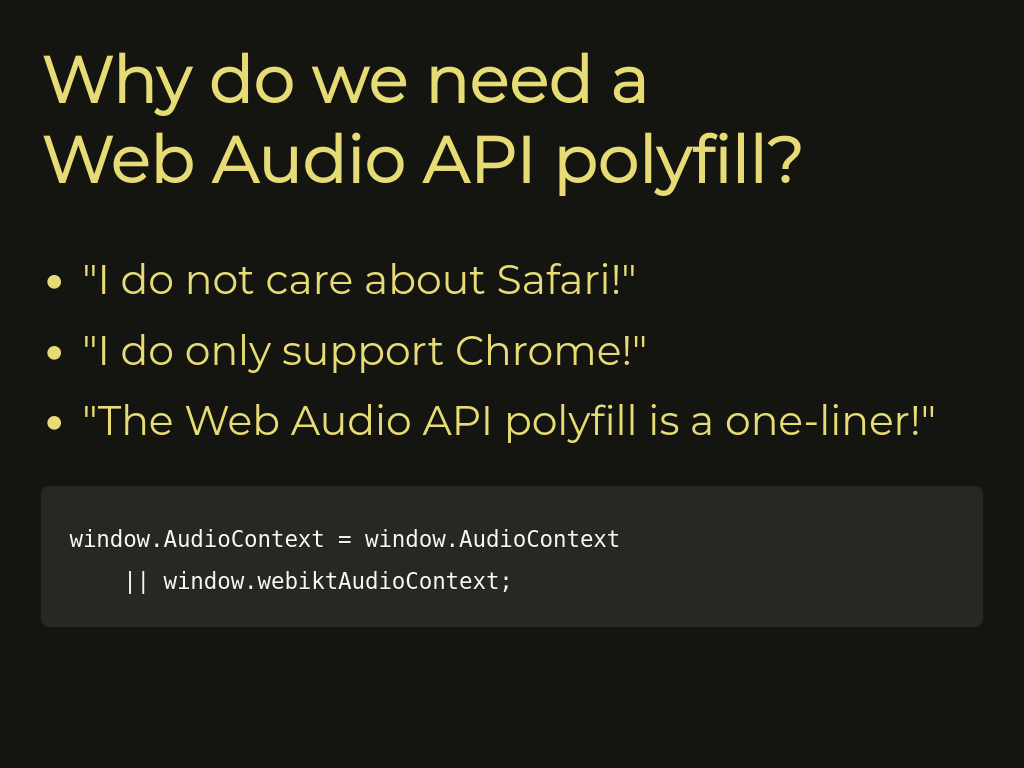 Why do we need a
Web Audio API polyfill?
• "I do not care about Safari!"
• "I do only support Chrome!"
• "The Web Audio API polyfill is a one-liner!"
window.AudioContext = window.AudioContext
    || window.webiktAudioContext;